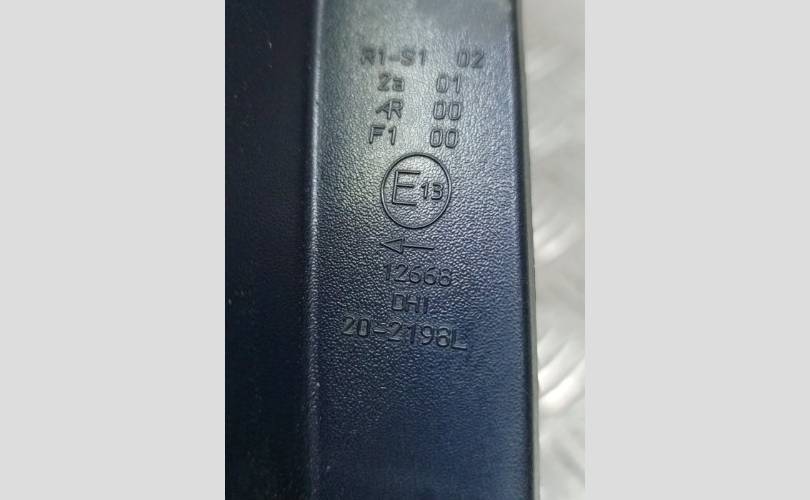 R1-S1 02
2a 01
AR 00
F1 00
E13
←
12668
DHI
20-2198L